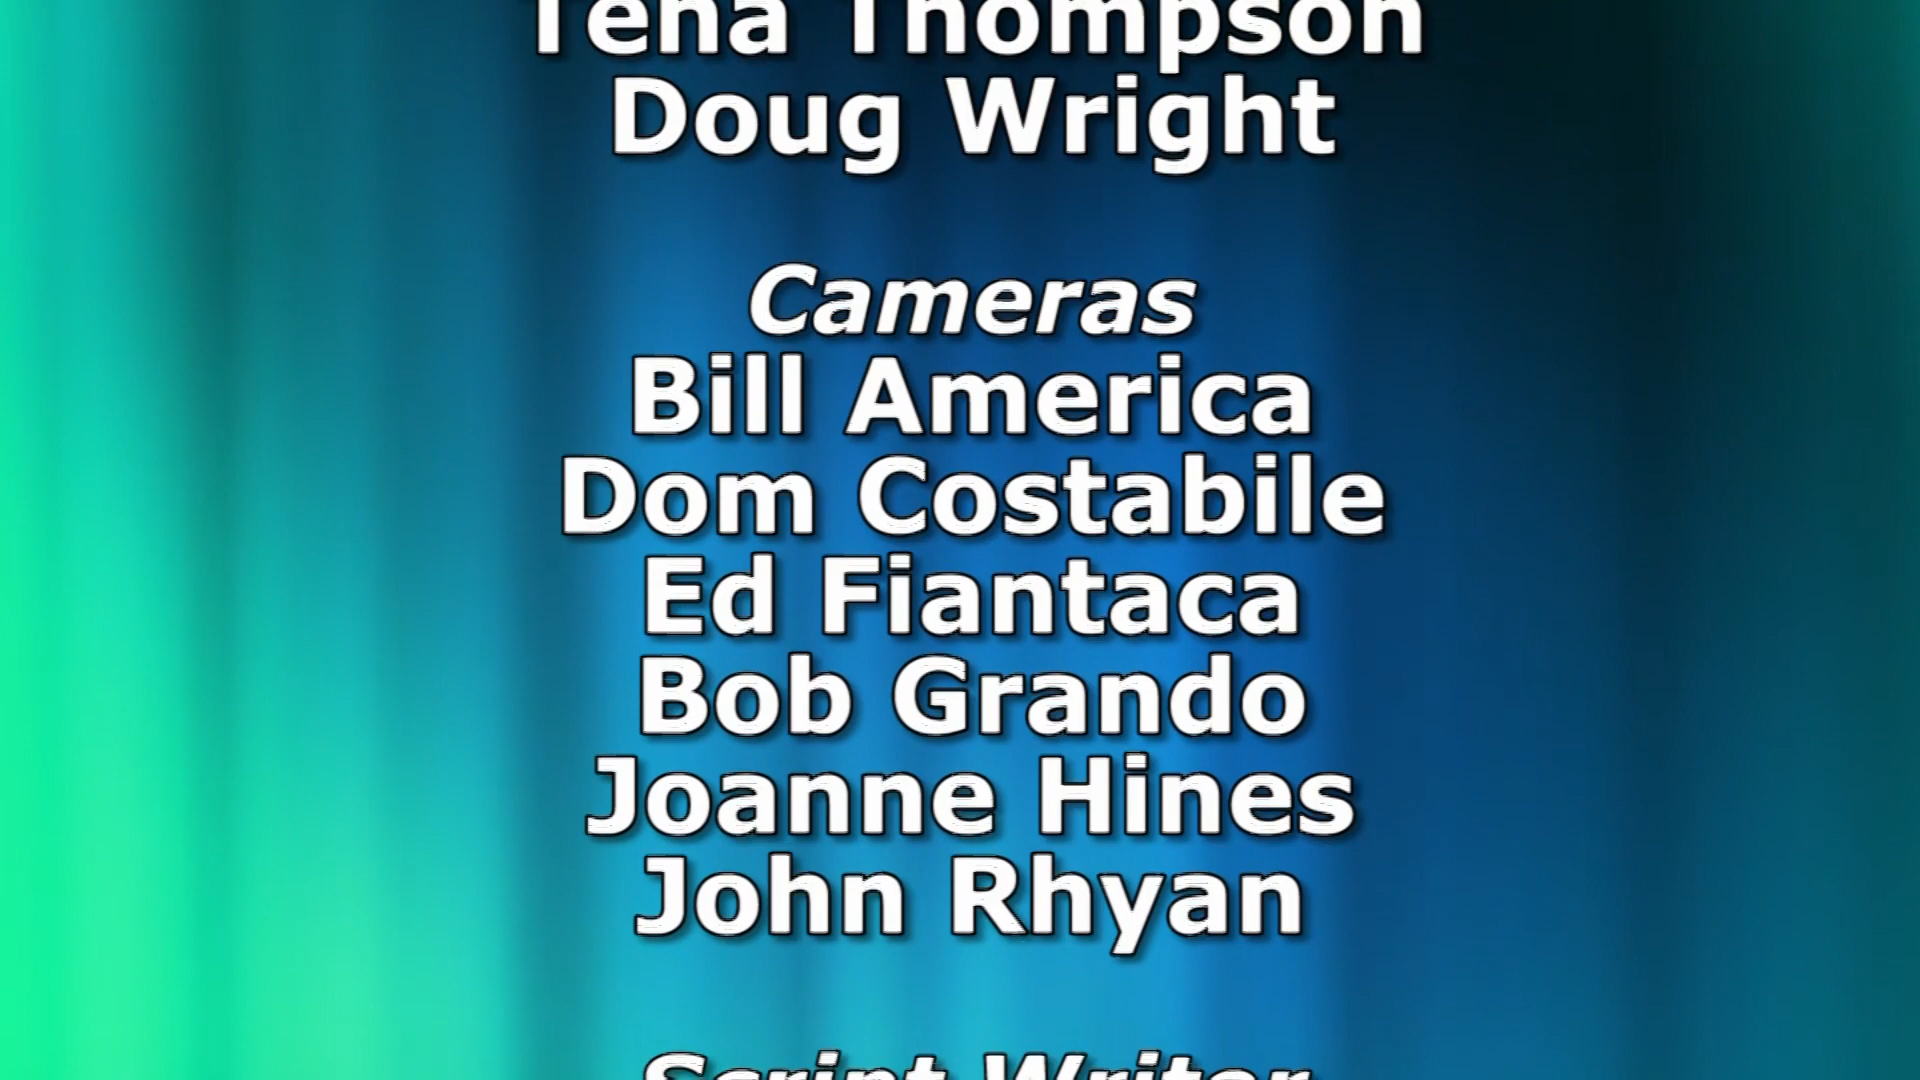 Tena Thompson
Doug Wright
Cameras
Bill America
Dom Costabile
Ed Fiantaca
Bob Grando
Joanne Hines
John Rhyan
Script Writer